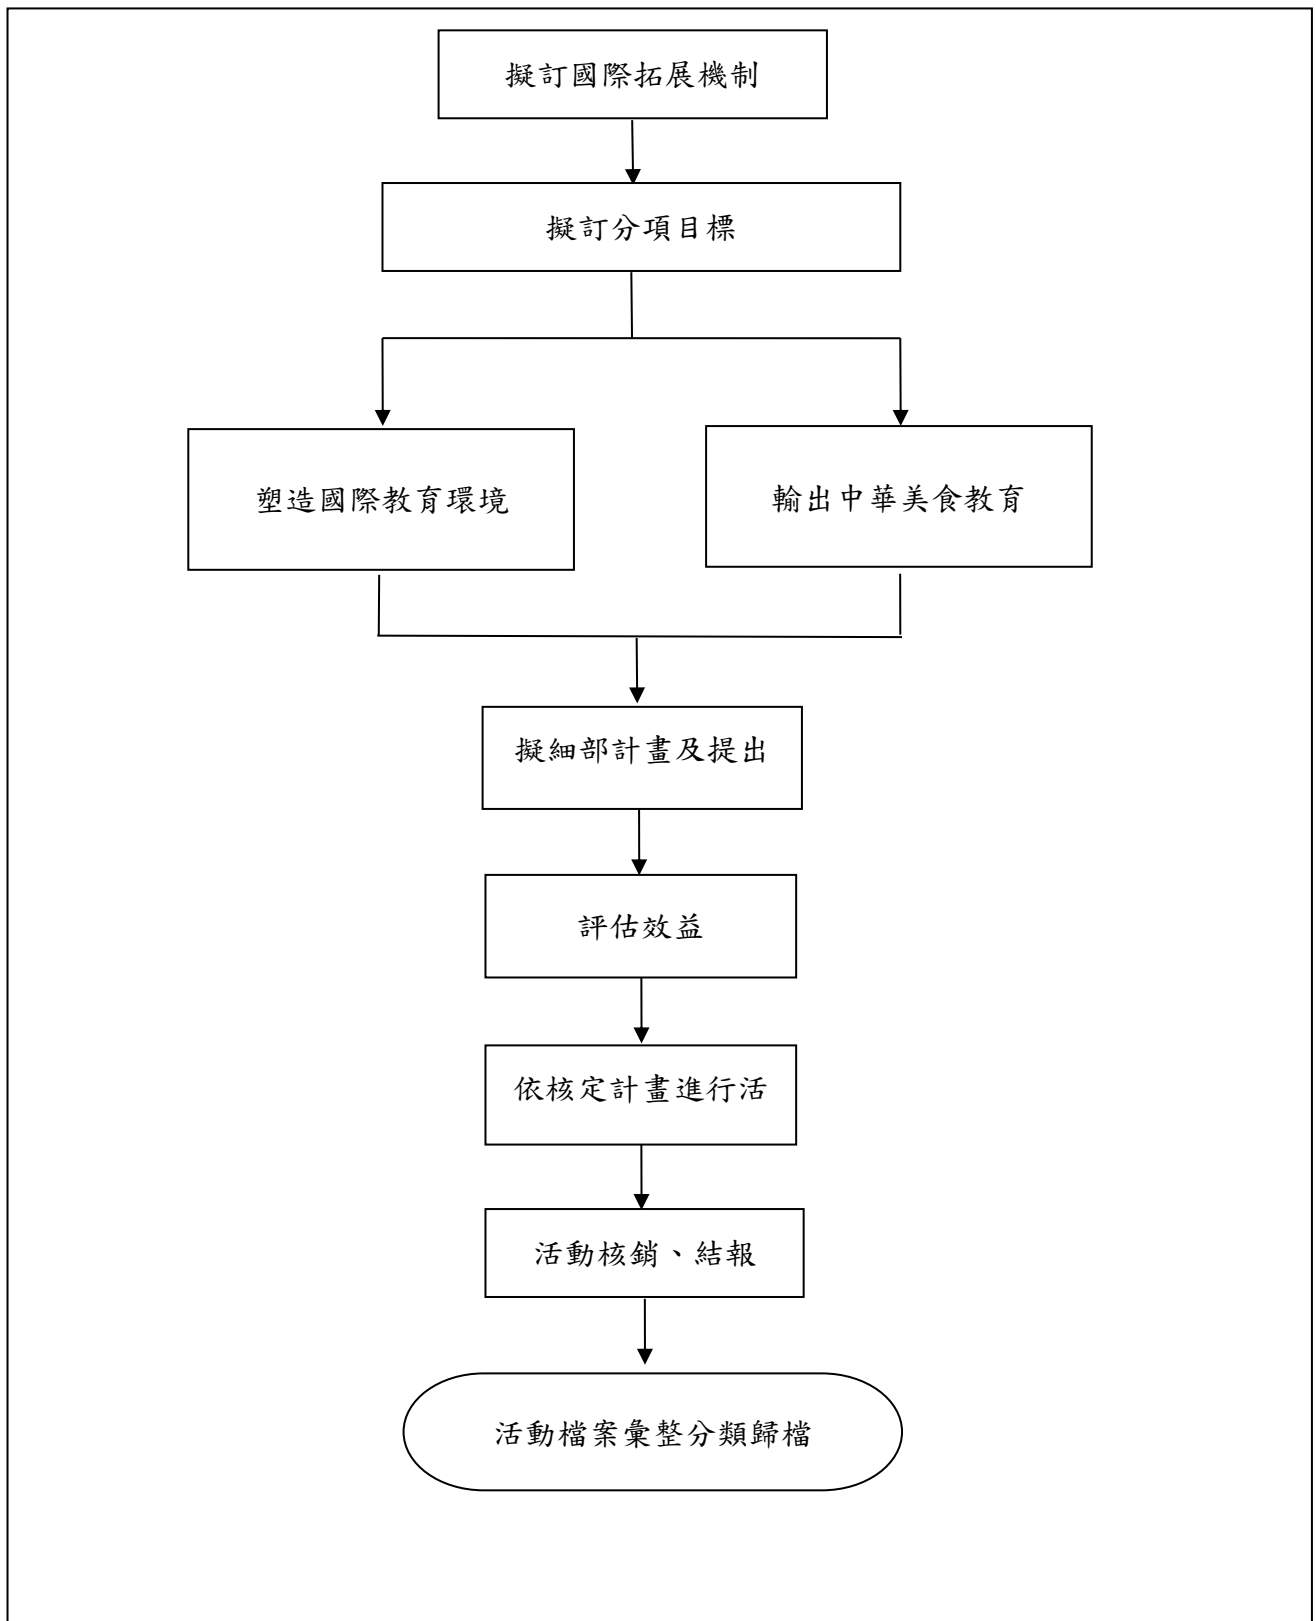 擬訂國際拓展機制
擬訂分項目標
塑造國際教育環境
輸出中華美食教育
擬細部計畫及提出
評估效益
依核定計畫進行活
活動核銷、結報
活動檔案彙整分類歸檔